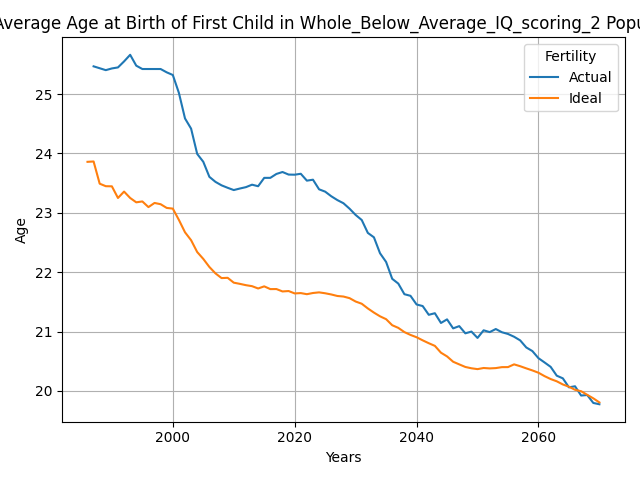 Average Age at Birth of First Child in Whole_Below_Average_IQ_scoring_2
Fertility
Actual
Ideal
Age
25
24
23
22
21
20
2000
2020
2040
2060
Years